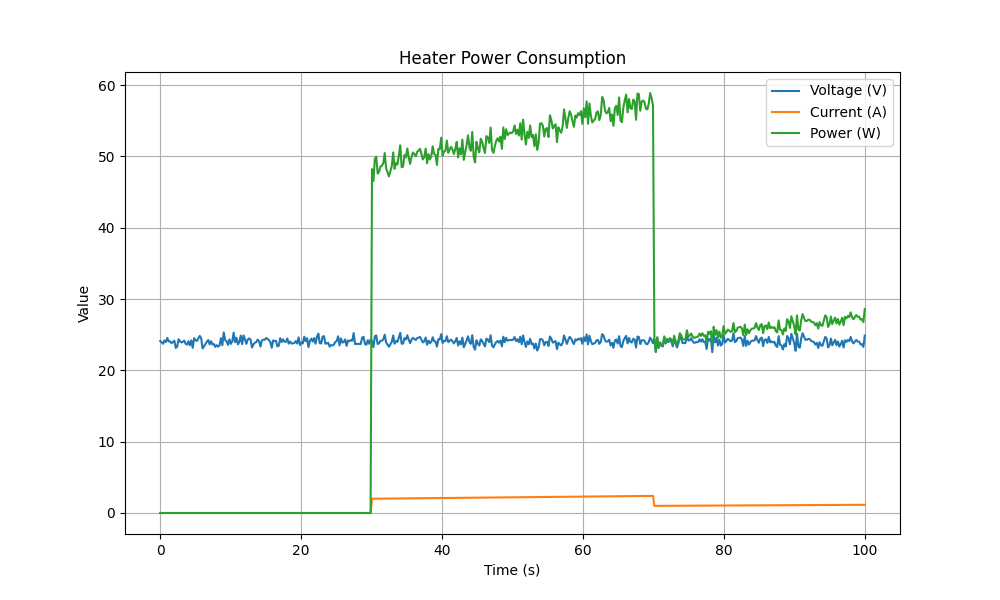 Heater Power Consumption
Voltage (V)
Current (A)
Power (W)
Value
60
50
40
30
20
10
0
0 20 40 60 80 100
Time (s)